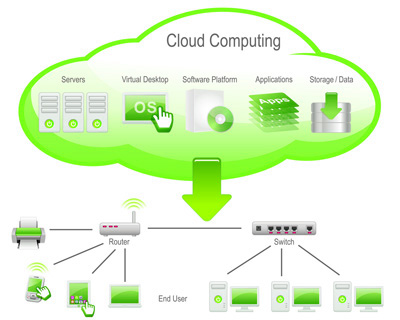 Cloud Computing
Servers
Virtual Desktop
Software Platform
Applications
Storage / Data
OS
Apps
Router
Switch
End User